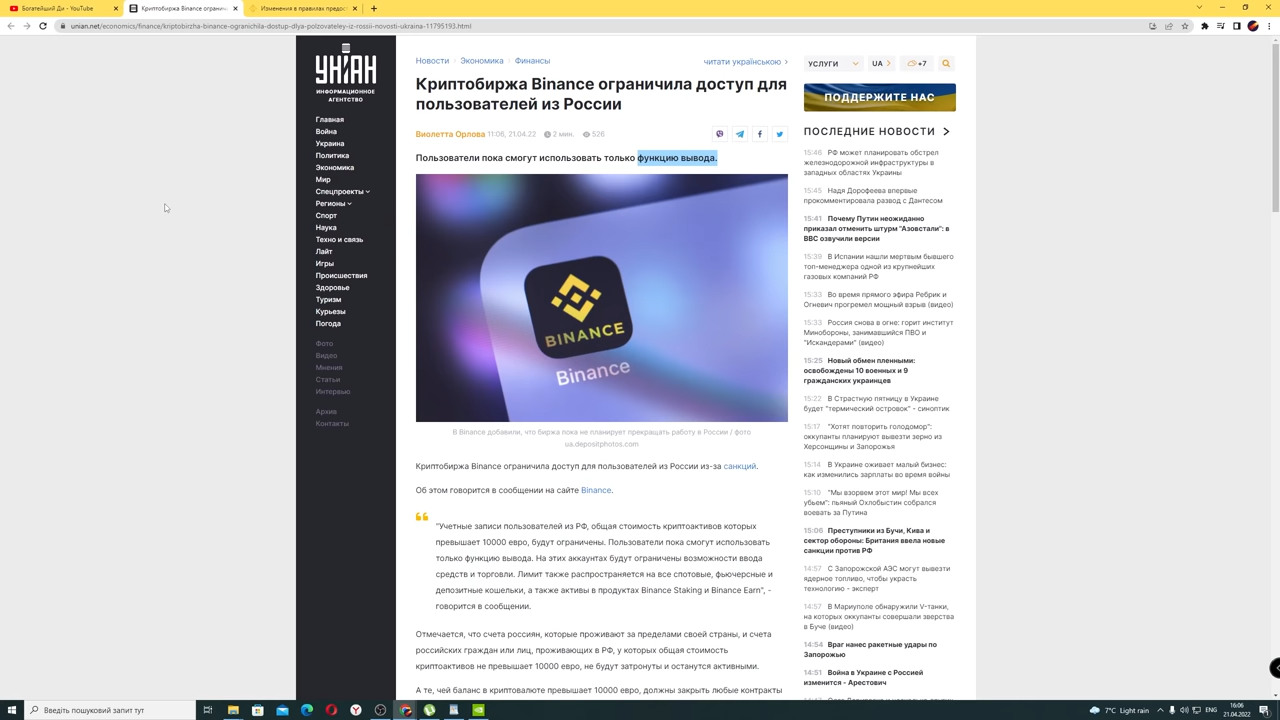 Богатейший Ди - YouTube
Криптобиржа Binance огранич
Изменения в правилах предос
unian.net/economics/finance/kriptobirzha-binance-ogranichila-dostup-dlya-polzovateley-iz-rossii-novosti-ukraina-11795193.html
УНІАН
ИНФОРМАЦИОННОЕ
АГЕНТСТВО
Главная
Война
Украина
Политика
Экономика
Мир
Спецпроекты
Регионы
Спорт
Наука
Техно и связь
Лайт
Игры
Происшествия
Здоровье
Туризм
Курьезы
Погода
Фото
Видео
Мнения
Статьи
Интервью
Архив
Контакты
Новости Экономика Финансы
читати українською
Криптобиржа Binance ограничила доступ для
пользователей из России
Виолетта Орлова 11:06, 21.04.22 2 мин. 526
Пользователи пока смогут использовать только функцию вывода.
BINANCE
Binance
В Binance добавили, что биржа пока не планирует прекращать работу в России / фото
ua.depositphotos.com
Криптобиржа Binance ограничила доступ для пользователей из России из-за санкций.
Об этом говорится в сообщении на сайте Binance.
"Учетные записи пользователей из РФ, общая стоимость криптоактивов которых
превышает 10000 евро, будут ограничены. Пользователи пока смогут использовать
только функцию вывода. На этих аккаунтах будут ограничены возможности ввода
средств и торговли. Лимит также распространяется на все спотовые, фьючерсные и
депозитные кошельки, а также активы в продуктах Binance Staking и Binance Earn", -
говорится в сообщении.
Отмечается, что счета россиян, которые проживают за пределами своей страны, и счета
российских граждан или лиц, проживающих в РФ, у которых общая стоимость
криптоактивов не превышает 10000 евро, не будут затронуты и останутся активными.
А те, чей баланс в криптовалюте превышает 10000 евро, должны закрыть любые контракты
УСЛУГИ UA +7
ПОДДЕРЖИТЕ НАС
ПОСЛЕДНИЕ НОВОСТИ
15:46 РФ может планировать обстрел
железнодорожной инфраструктуры в
западных областях Украины
15:45 Надя Дорофеева впервые
прокомментировала развод с Дантесом
15:41 Почему Путин неожиданно
приказал отменить штурм "Азовстали": в
ВВС озвучили версии
15:39 В Испании нашли мертвым бывшего
топ-менеджера одной из крупнейших
газовых компаний РФ
15:33 Во время прямого эфира Ребрик и
Огневич прогремел мощный взрыв (видео)
15:33 Россия снова в огне: горит институт
Минобороны, занимавшийся ПВО и
"Искандерами" (видео)
15:25 Новый обмен пленными:
освобождены 10 военных и 9
гражданских украинцев
15:22 В Страстную пятницу в Украине
будет "термический островок" - синоптик
15:17 "Хотят повторить голодомор":
оккупанты планируют вывезти зерно из
Херсонщины и Запорожья
15:14 В Украине оживает малый бизнес:
как изменились зарплаты во время войны
15:10 "Мы взорвем этот мир! Мы всех
убьем": пьяный Охлобыстин собрался
воевать за Путина
15:06 Преступники из Бучи, Кива и
сектор обороны: Британия ввела новые
санкции против РФ
14:57 С Запорожской АЭС могут вывезти
ядерное топливо, чтобы украсть
технологию - эксперт
14:57 В Мариуполе обнаружили V-танки,
на которых оккупанты совершали зверства
в Буче (видео)
14:54 Враг нанес ракетные удары по
Запорожью
14:51 Война в Украине с Россией
изменится - Арестович
Введіть пошуковий запит тут
7°C Light rain
ENG
16:06
21.04.2022